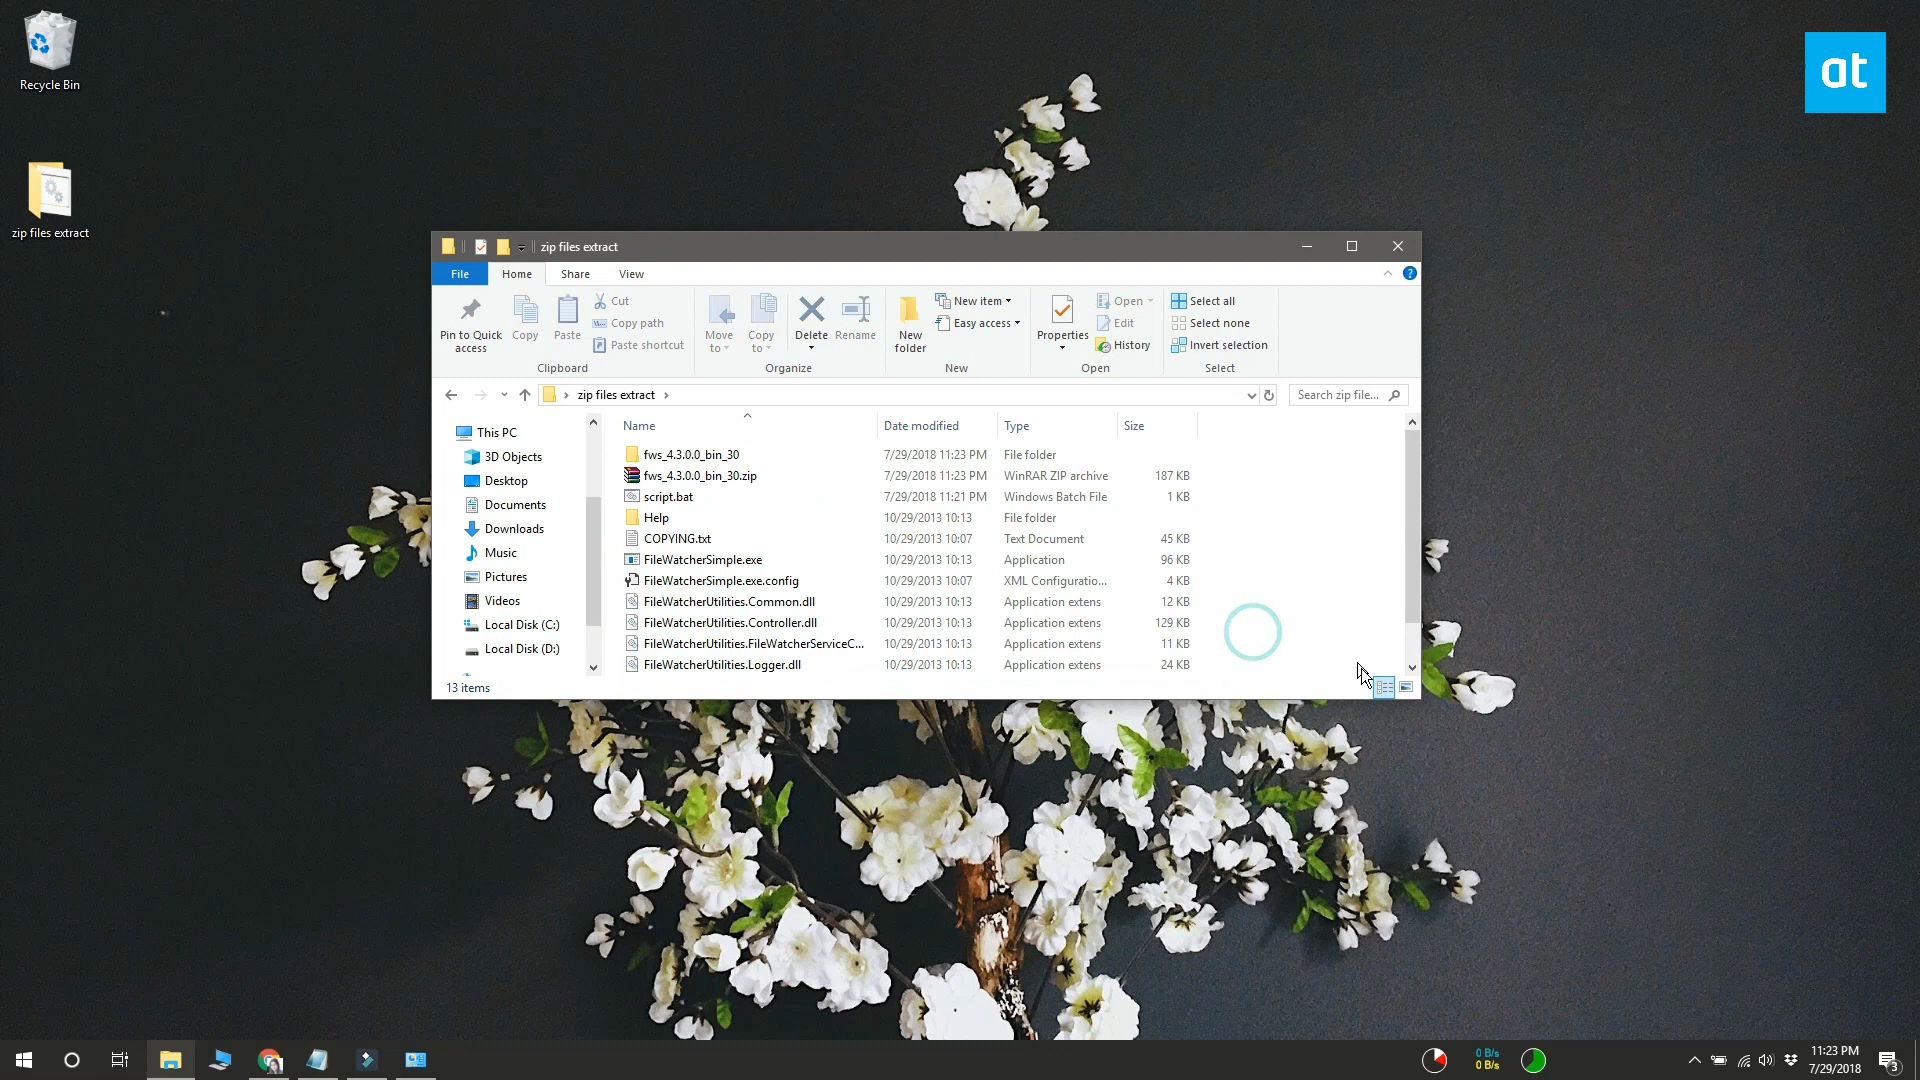 Recycle Bin
at
zip files extract
zip files extract
File Home Share View
Pin to Quick access
Copy
Paste
Cut
Copy path
Paste shortcut
Clipboard
Move to
Copy to
Delete
Rename
Organize
New folder
New item
Easy access
New
Properties
Open
Edit
History
Open
Select all
Select none
Invert selection
Select
zip files extract
Search zip file...
This PC
3D Objects
Desktop
Documents
Downloads
Music
Pictures
Videos
Local Disk (C:)
Local Disk (D:)
Name Date modified Type Size
fws_4.3.0.0_bin_30 7/29/2018 11:23 PM File folder
fws_4.3.0.0_bin_30.zip 7/29/2018 11:23 PM WinRAR ZIP archive 187 KB
script.bat 7/29/2018 11:21 PM Windows Batch File 1 KB
Help 10/29/2013 10:13 File folder
COPYING.txt 10/29/2013 10:07 Text Document 45 KB
FileWatcherSimple.exe 10/29/2013 10:13 Application 96 KB
FileWatcherSimple.exe.config 10/29/2013 10:07 XML Configuratio... 4 KB
FileWatcherUtilities.Common.dll 10/29/2013 10:13 Application extens 12 KB
FileWatcherUtilities.Controller.dll 10/29/2013 10:13 Application extens 129 KB
FileWatcherUtilities.FileWatcherServiceC... 10/29/2013 10:13 Application extens 11 KB
FileWatcherUtilities.Logger.dll 10/29/2013 10:13 Application extens 24 KB
13 items
0 B/s
0 B/s
11:23 PM
7/29/2018
3